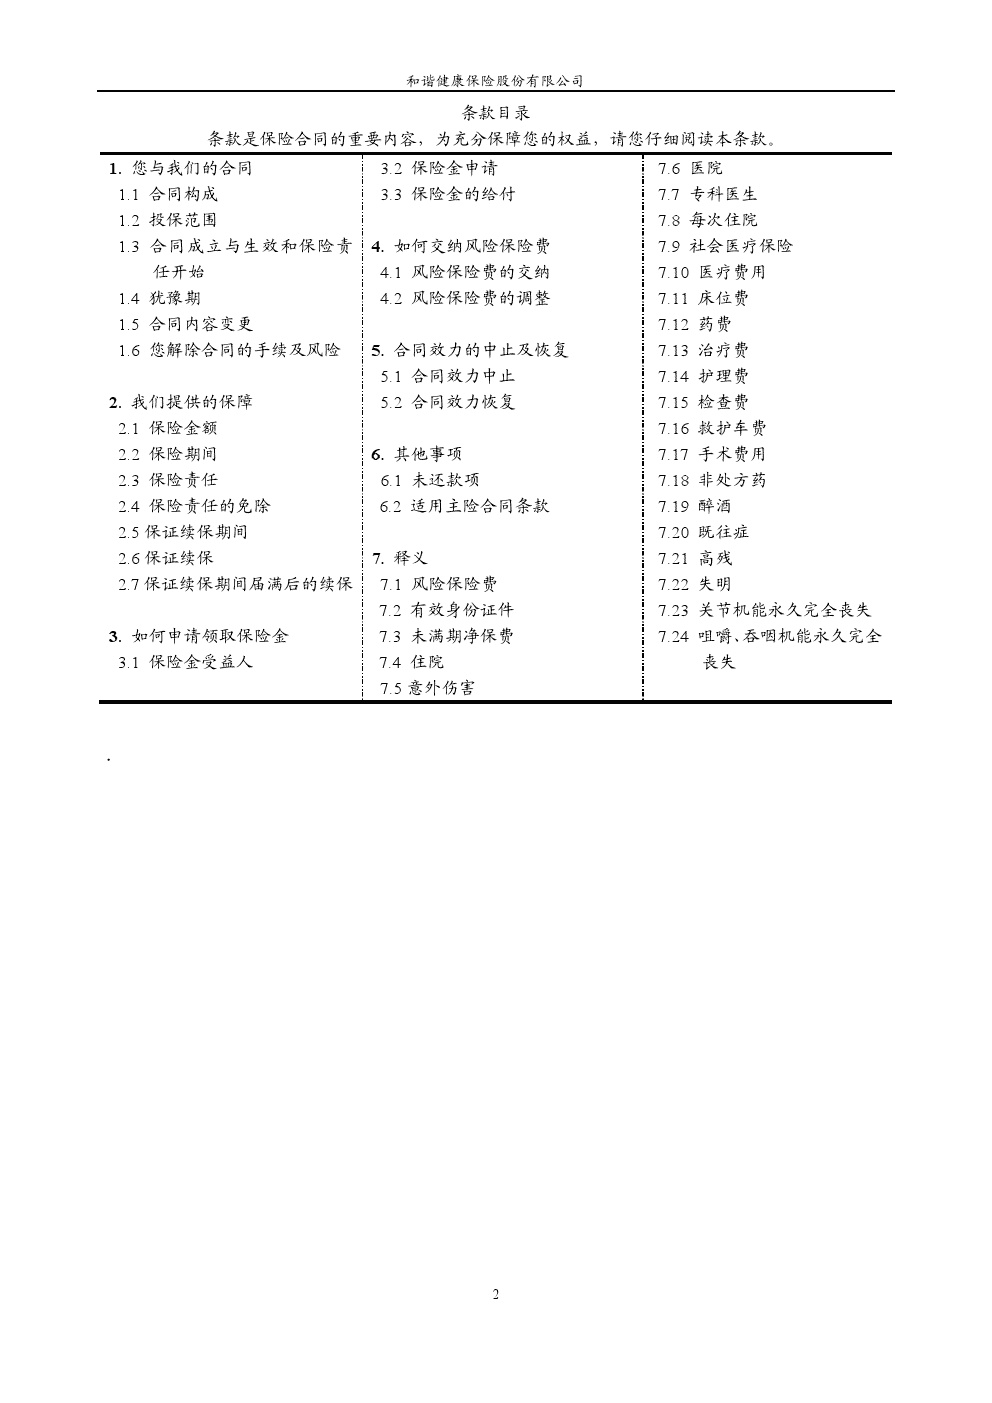 和谐健康保险股份有限公司
条款目录
条款是保险合同的重要内容，为充分保障您的权益，请您仔细阅读本条款。
1. 您与我们的合同
1.1 合同构成
1.2 投保范围
1.3 合同成立与生效和保险责
任开始
1.4 犹豫期
1.5 合同内容变更
1.6 您解除合同的手续及风险
2. 我们提供的保障
2.1 保险金额
2.2 保险期间
2.3 保险责任
2.4 保险责任的免除
2.5保证续保期间
2.6保证续保
2.7保证续保期间届满后的续保
3. 如何申请领取保险金
3.1 保险金受益人
3.2 保险金申请
3.3 保险金的给付
4. 如何交纳风险保险费
4.1 风险保险费的交纳
4.2 风险保险费的调整
5. 合同效力的中止及恢复
5.1 合同效力中止
5.2 合同效力恢复
6. 其他事项
6.1 未还款项
6.2 适用主险合同条款
7. 释义
7.1 风险保险费
7.2 有效身份证件
7.3 未满期净保费
7.4 住院
7.5意外伤害
7.6 医院
7.7 专科医生
7.8 每次住院
7.9 社会医疗保险
7.10 医疗费用
7.11 床位费
7.12 药费
7.13 治疗费
7.14 护理费
7.15 检查费
7.16 救护车费
7.17 手术费用
7.18 非处方药
7.19 醉酒
7.20 既往症
7.21 高残
7.22 失明
7.23 关节机能永久完全丧失
7.24 咀嚼、吞咽机能永久完全
丧失
.
2